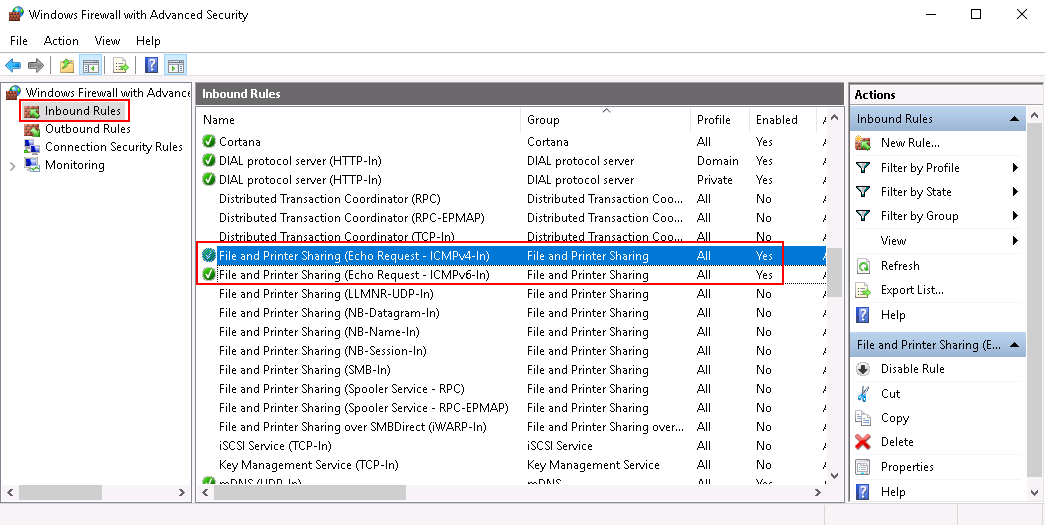 Windows Firewall with Advanced Security
File Action View Help
Windows Firewall with Advance
Inbound Rules
Outbound Rules
Connection Security Rules
Monitoring
Inbound Rules
Name Group Profile Enabled A
Cortana Cortana All Yes A
DIAL protocol server (HTTP-In) DIAL protocol server Domain Yes A
DIAL protocol server (HTTP-In) DIAL protocol server Private Yes A
Distributed Transaction Coordinator (RPC) Distributed Transaction Coo... All No A
Distributed Transaction Coordinator (RPC-EPMAP) Distributed Transaction Coo... All No A
Distributed Transaction Coordinator (TCP-In) Distributed Transaction Coo... All No A
File and Printer Sharing (Echo Request - ICMPv4-In) File and Printer Sharing All Yes A
File and Printer Sharing (Echo Request - ICMPv6-In) File and Printer Sharing All Yes A
File and Printer Sharing (LLMNR-UDP-In) File and Printer Sharing All No A
File and Printer Sharing (NB-Datagram-In) File and Printer Sharing All No A
File and Printer Sharing (NB-Name-In) File and Printer Sharing All No A
File and Printer Sharing (NB-Session-In) File and Printer Sharing All No A
File and Printer Sharing (SMB-In) File and Printer Sharing All No A
File and Printer Sharing (Spooler Service - RPC) File and Printer Sharing All No A
File and Printer Sharing (Spooler Service - RPC-EPMAP) File and Printer Sharing All No A
File and Printer Sharing over SMBDirect (iWARP-In) File and Printer Sharing over... All No A
iSCSI Service (TCP-In) iSCSI Service All No A
Key Management Service (TCP-In) Key Management Service All No A
mDNS (UDP-In) mDNS All Yes A
Actions
Inbound Rules
New Rule...
Filter by Profile
Filter by State
Filter by Group
View
Refresh
Export List...
Help
File and Printer Sharing (E...
Disable Rule
Cut
Copy
Delete
Properties
Help